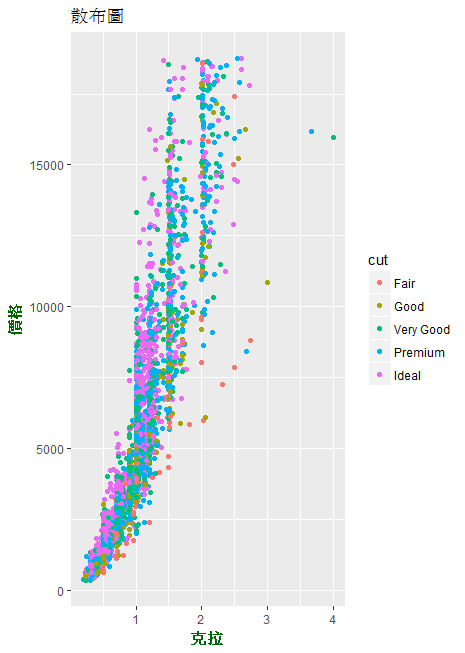 散布圖
價格
15000
10000
5000
0
1
2
3
4
克拉
cut
Fair
Good
Very Good
Premium
Ideal